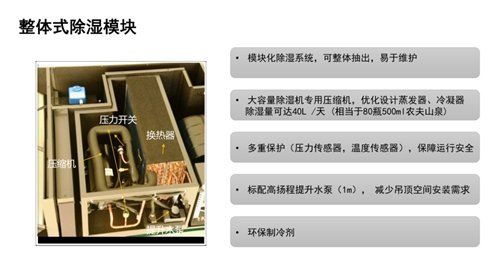 整体式除湿模块
压力开关
换热器
压缩机
提升水泵
• 模块化除湿系统，可整体抽出，易于维护
• 大容量除湿机专用压缩机，优化设计蒸发器、冷凝器
除湿量可达40L /天 (相当于80瓶500ml农夫山泉)
• 多重保护（压力传感器，温度传感器），保障运行安全
• 标配高扬程提升水泵（1m）， 减少吊顶空间安装需求
• 环保制冷剂